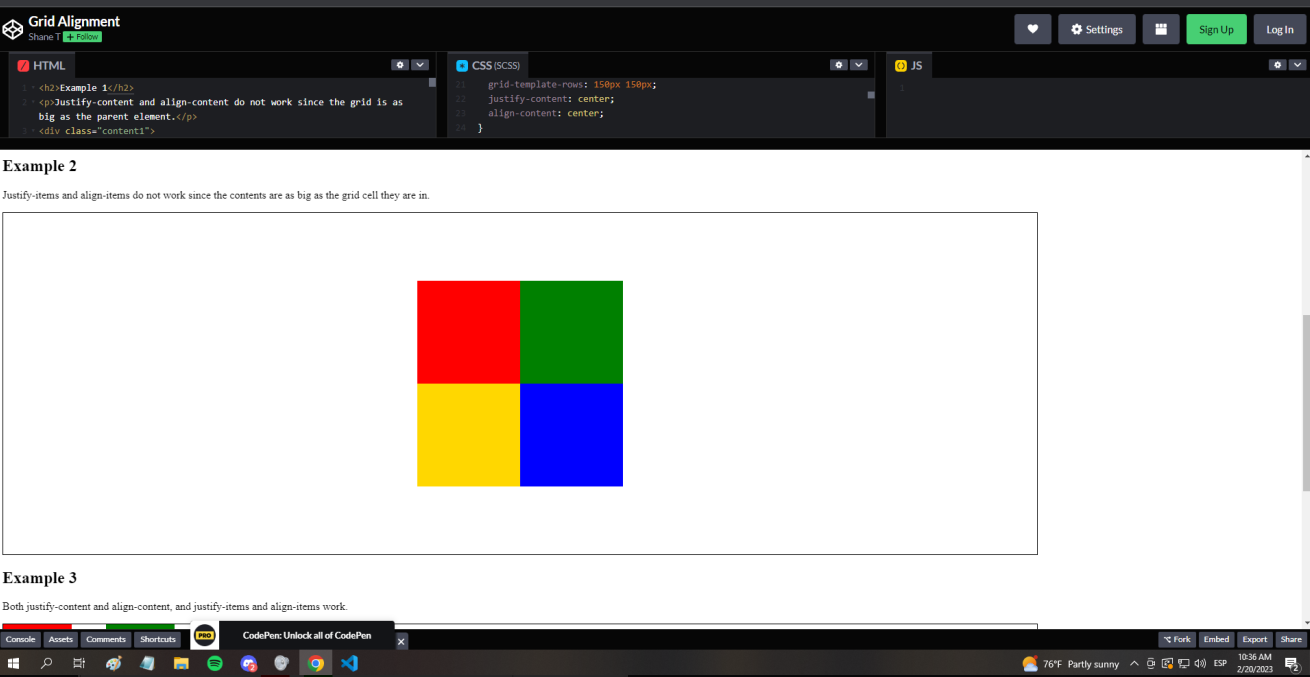 Grid Alignment
Shane T + Follow
Settings
Sign Up
Log In
HTML
CSS (SCSS)
JS
1 <h2>Example 1</h2>
2 <p>Justify-content and align-content do not work since the grid is as
big as the parent element.</p>
3 <div class="content1">
21 grid-template-rows: 150px 150px;
22 justify-content: center;
23 align-content: center;
24 }
1
Example 2
Justify-items and align-items do not work since the contents are as big as the grid cell they are in.
Example 3
Both justify-content and align-content, and justify-items and align-items work.
Console
Assets
Comments
Shortcuts
PRO
CodePen: Unlock all of CodePen
Fork
Embed
Export
Share
76°F Partly sunny
ESP
10:36 AM
2/20/2023
2